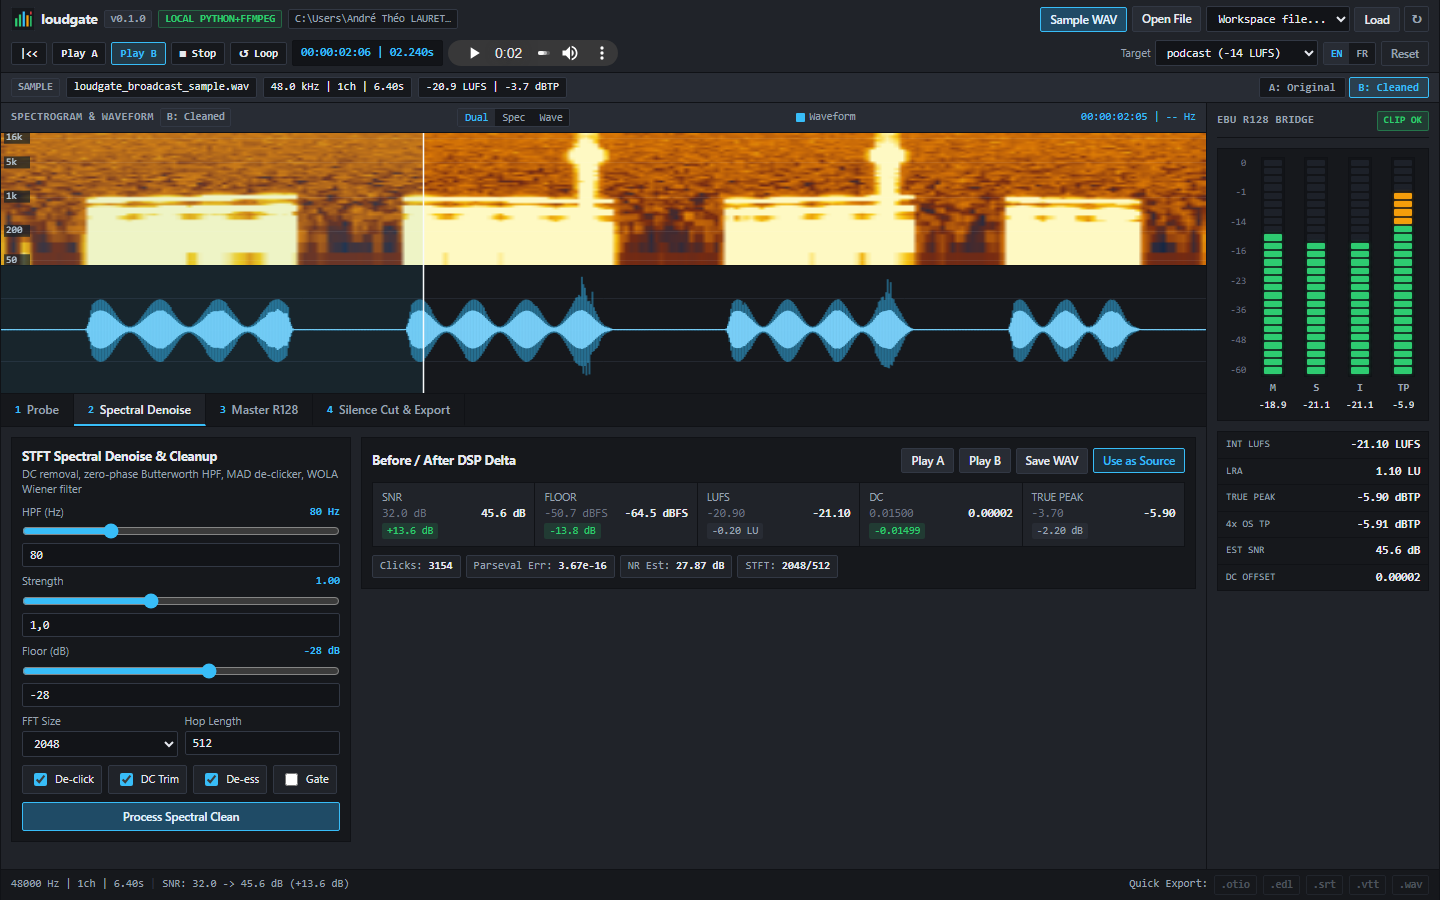 loudgate v0.1.0 LOCAL PYTHON+FFMPEG C:\Users\André Théo LAURET… Sample WAV Open File Workspace file... Load ↻
|<< Play A Play B ■ Stop ↺ Loop 00:00:02:06 | 02.240s 0:02 Target podcast (-14 LUFS) EN FR Reset
SAMPLE loudgate_broadcast_sample.wav 48.0 kHz | 1ch | 6.40s -20.9 LUFS | -3.7 dBTP A: Original B: Cleaned
SPECTROGRAM & WAVEFORM B: Cleaned Dual Spec Wave Waveform 00:00:02:05 | -- Hz
16k
5k
1k
200
50
EBU R128 BRIDGE CLIP OK
0
-1
-14
-16
-23
-36
-48
-60
M S I TP
-18.9 -21.1 -21.1 -5.9
INT LUFS -21.10 LUFS
LRA 1.10 LU
TRUE PEAK -5.90 dBTP
4x OS TP -5.91 dBTP
EST SNR 45.6 dB
DC OFFSET 0.00002
1 Probe 2 Spectral Denoise 3 Master R128 4 Silence Cut & Export
STFT Spectral Denoise & Cleanup
DC removal, zero-phase Butterworth HPF, MAD de-clicker, WOLA
Wiener filter
HPF (Hz) 80 Hz
80
Strength 1.00
1,0
Floor (dB) -28 dB
-28
FFT Size Hop Length
2048 512
De-click DC Trim De-ess Gate
Process Spectral Clean
Before / After DSP Delta Play A Play B Save WAV Use as Source
SNR FLOOR LUFS DC TRUE PEAK
32.0 dB 45.6 dB -50.7 dBFS -64.5 dBFS -20.90 -21.10 0.01500 0.00002 -3.70 -5.90
+13.6 dB -13.8 dB -0.20 LU -0.01499 -2.20 dB
Clicks: 3154 Parseval Err: 3.67e-16 NR Est: 27.87 dB STFT: 2048/512
48000 Hz | 1ch | 6.40s SNR: 32.0 -> 45.6 dB (+13.6 dB) Quick Export: .otio .edl .srt .vtt .wav